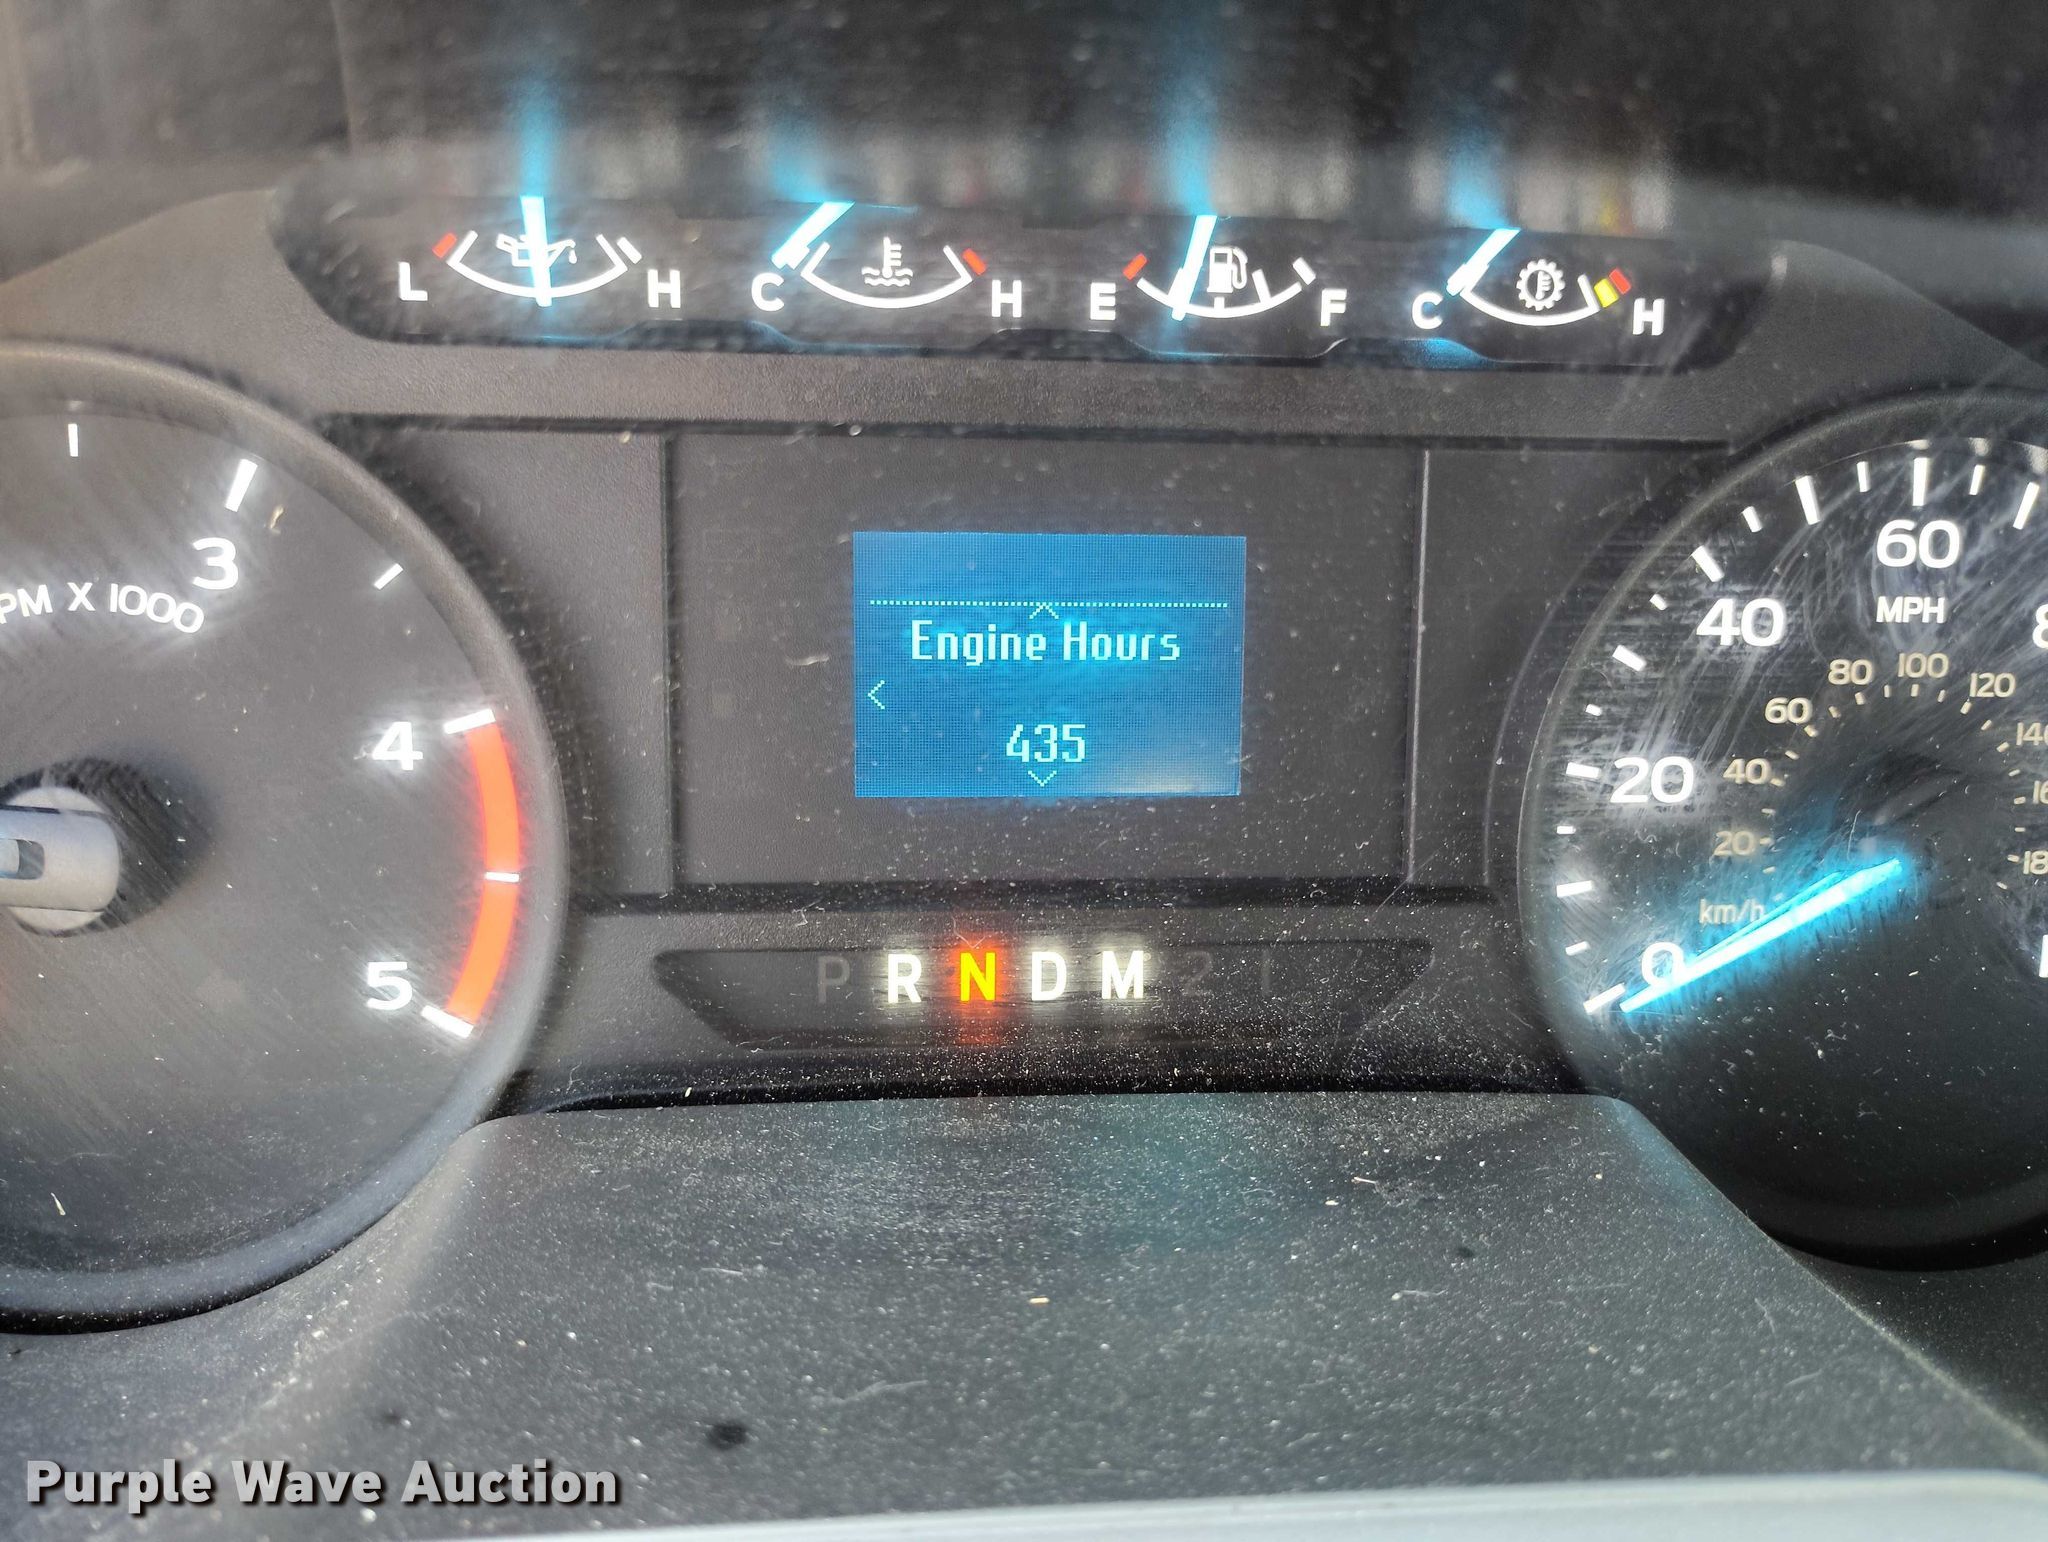 L H C H E F C H
3
PM X 1000
4
5
Engine Hours
435
P R N D M 2 1
0 20 40 60
MPH
km/h 20 40 60 80 100 120
Purple Wave Auction